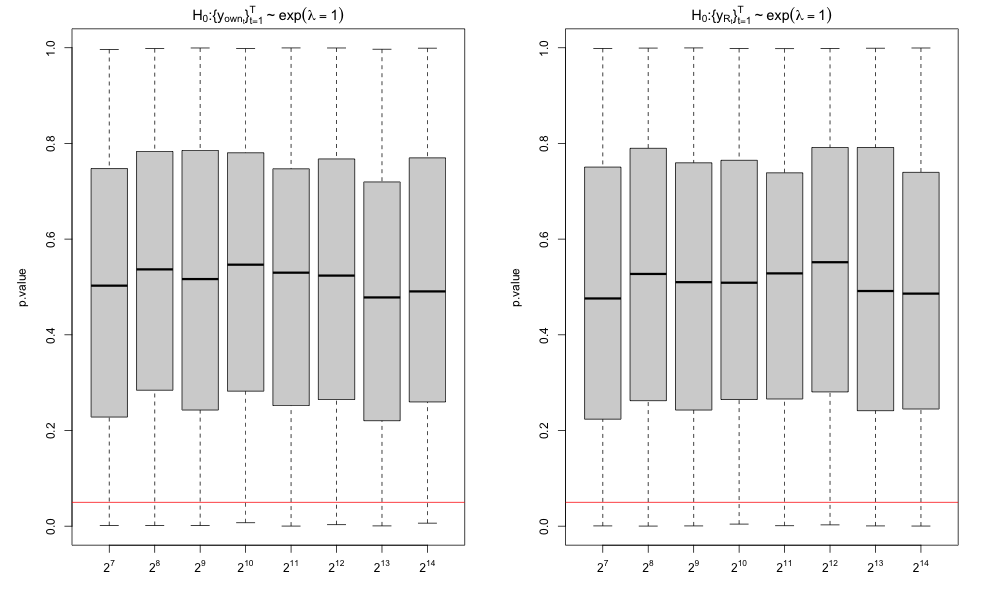 H₀:{y_ownₜ}ᵀₜ₌₁ ~ exp(λ = 1)
p.value
1.0
0.8
0.6
0.4
0.2
0.0
2⁷ 2⁸ 2⁹ 2¹⁰ 2¹¹ 2¹² 2¹³ 2¹⁴
H₀:{y_Rₜ}ᵀₜ₌₁ ~ exp(λ = 1)
p.value
1.0
0.8
0.6
0.4
0.2
0.0
2⁷ 2⁸ 2⁹ 2¹⁰ 2¹¹ 2¹² 2¹³ 2¹⁴